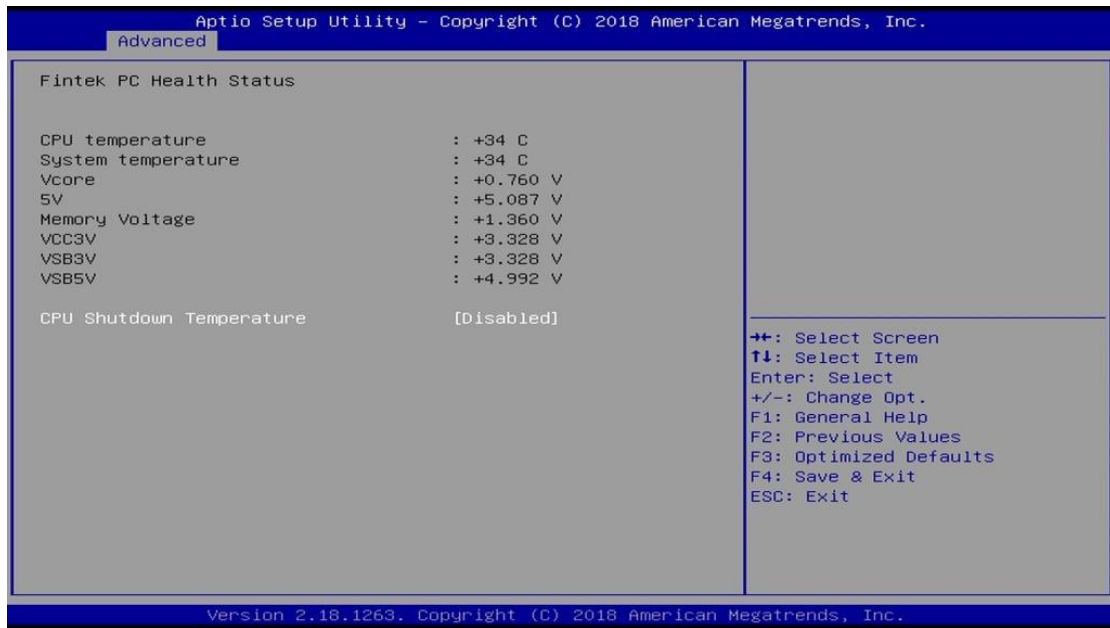 Aptio Setup Utility – Copyright (C) 2018 American Megatrends, Inc.
Advanced
Fintek PC Health Status
CPU temperature : +34 C
System temperature : +34 C
Vcore : +0.760 V
5V : +5.087 V
Memory Voltage : +1.360 V
VCC3V : +3.328 V
VSB3V : +3.328 V
VSB5V : +4.992 V
CPU Shutdown Temperature [Disabled]
→←: Select Screen
↑↓: Select Item
Enter: Select
+/-: Change Opt.
F1: General Help
F2: Previous Values
F3: Optimized Defaults
F4: Save & Exit
ESC: Exit
Version 2.18.1263. Copyright (C) 2018 American Megatrends, Inc.